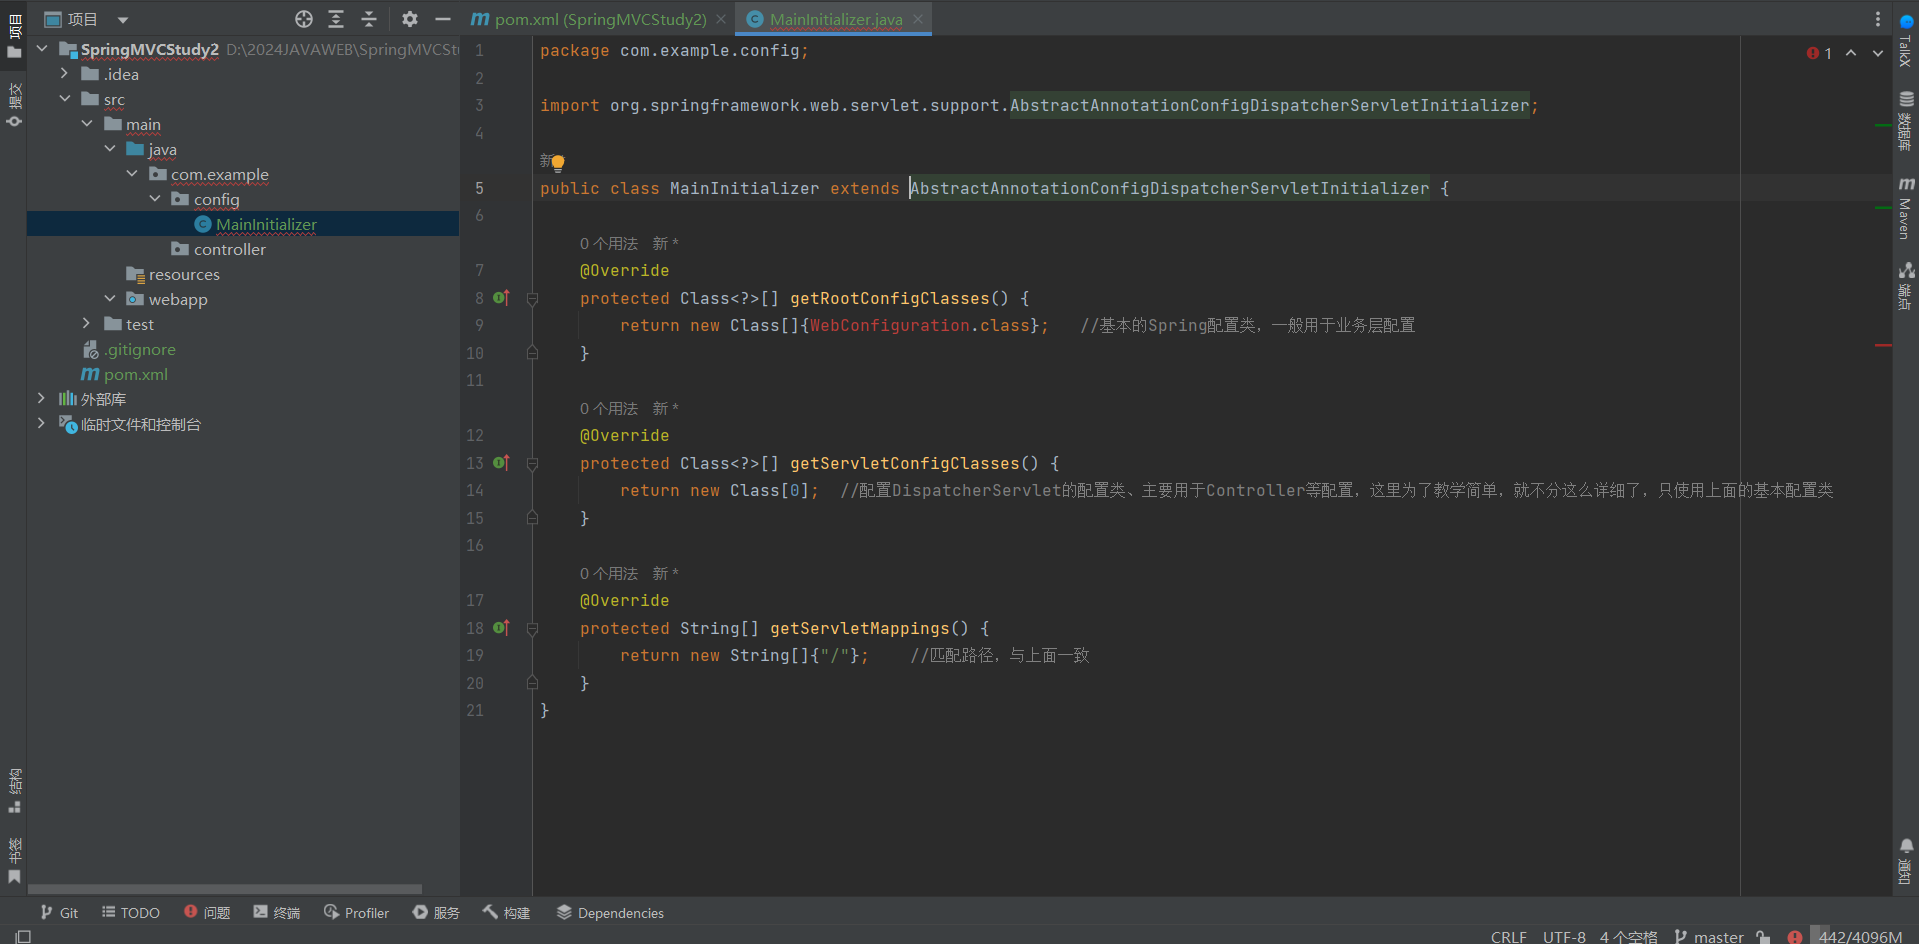 项目
pom.xml (SpringMVCStudy2)
MainInitializer.java
项目
提交
结构
书签
SpringMVCStudy2 D:\2024JAVAWEB\SpringMVCStu
.idea
src
main
java
com.example
config
MainInitializer
controller
resources
webapp
test
.gitignore
pom.xml
外部库
临时文件和控制台
1 package com.example.config;
2
3 import org.springframework.web.servlet.support.AbstractAnnotationConfigDispatcherServletInitializer;
4
新
5 public class MainInitializer extends AbstractAnnotationConfigDispatcherServletInitializer {
6
0 个用法 新 *
7 @Override
8 protected Class<?>[] getRootConfigClasses() {
9 return new Class[]{WebConfiguration.class}; //基本的Spring配置类，一般用于业务层配置
10 }
11
0 个用法 新 *
12 @Override
13 protected Class<?>[] getServletConfigClasses() {
14 return new Class[0]; //配置DispatcherServlet的配置类、主要用于Controller等配置，这里为了教学简单，就不分这么详细了，只使用上面的基本配置类
15 }
16
0 个用法 新 *
17 @Override
18 protected String[] getServletMappings() {
19 return new String[]{"/"}; //匹配路径，与上面一致
20 }
21 }
1
TalkX
数据库
m Maven
端点
通知
Git
TODO
问题
终端
Profiler
服务
构建
Dependencies
CRLF
UTF-8
4 个空格
master
442/4096M